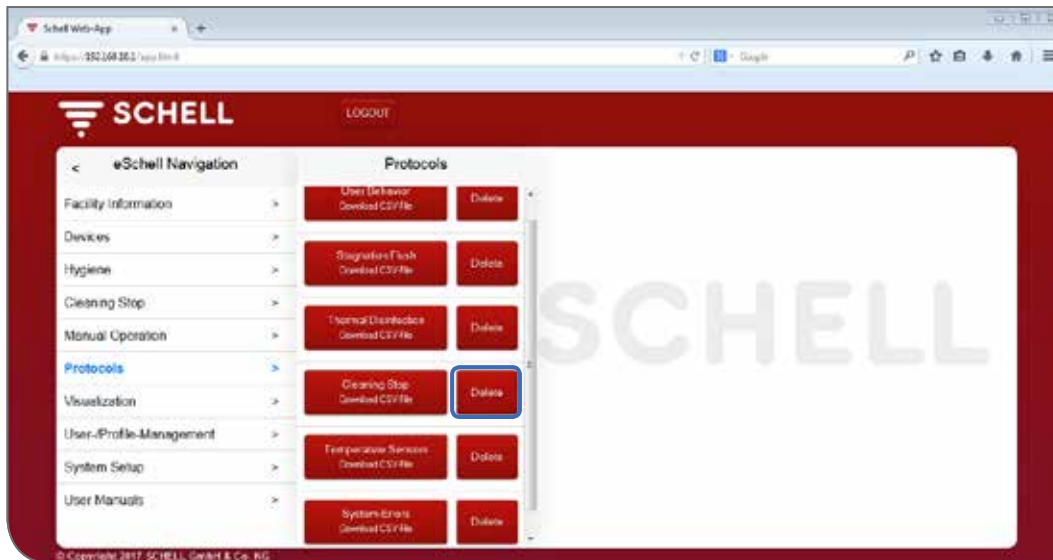 Schell Web-App
Google
SCHELL
LOGOUT
< eSchell Navigation
Facility Information >
Devices >
Hygiene >
Cleaning Stop >
Manual Operation >
Protocols >
Visualization >
User-/Profile-Management >
System Setup >
User Manuals >
Protocols
User Behavior
Download CSV-file
Delete
Stagnation Flush
Download CSV-file
Delete
Thermal Disinfection
Download CSV-file
Delete
Cleaning Stop
Download CSV-file
Delete
Temperature Sensors
Download CSV-file
Delete
System Errors
Download CSV-file
Delete
SCHELL
© Copyright 2017 SCHELL GmbH & Co. KG